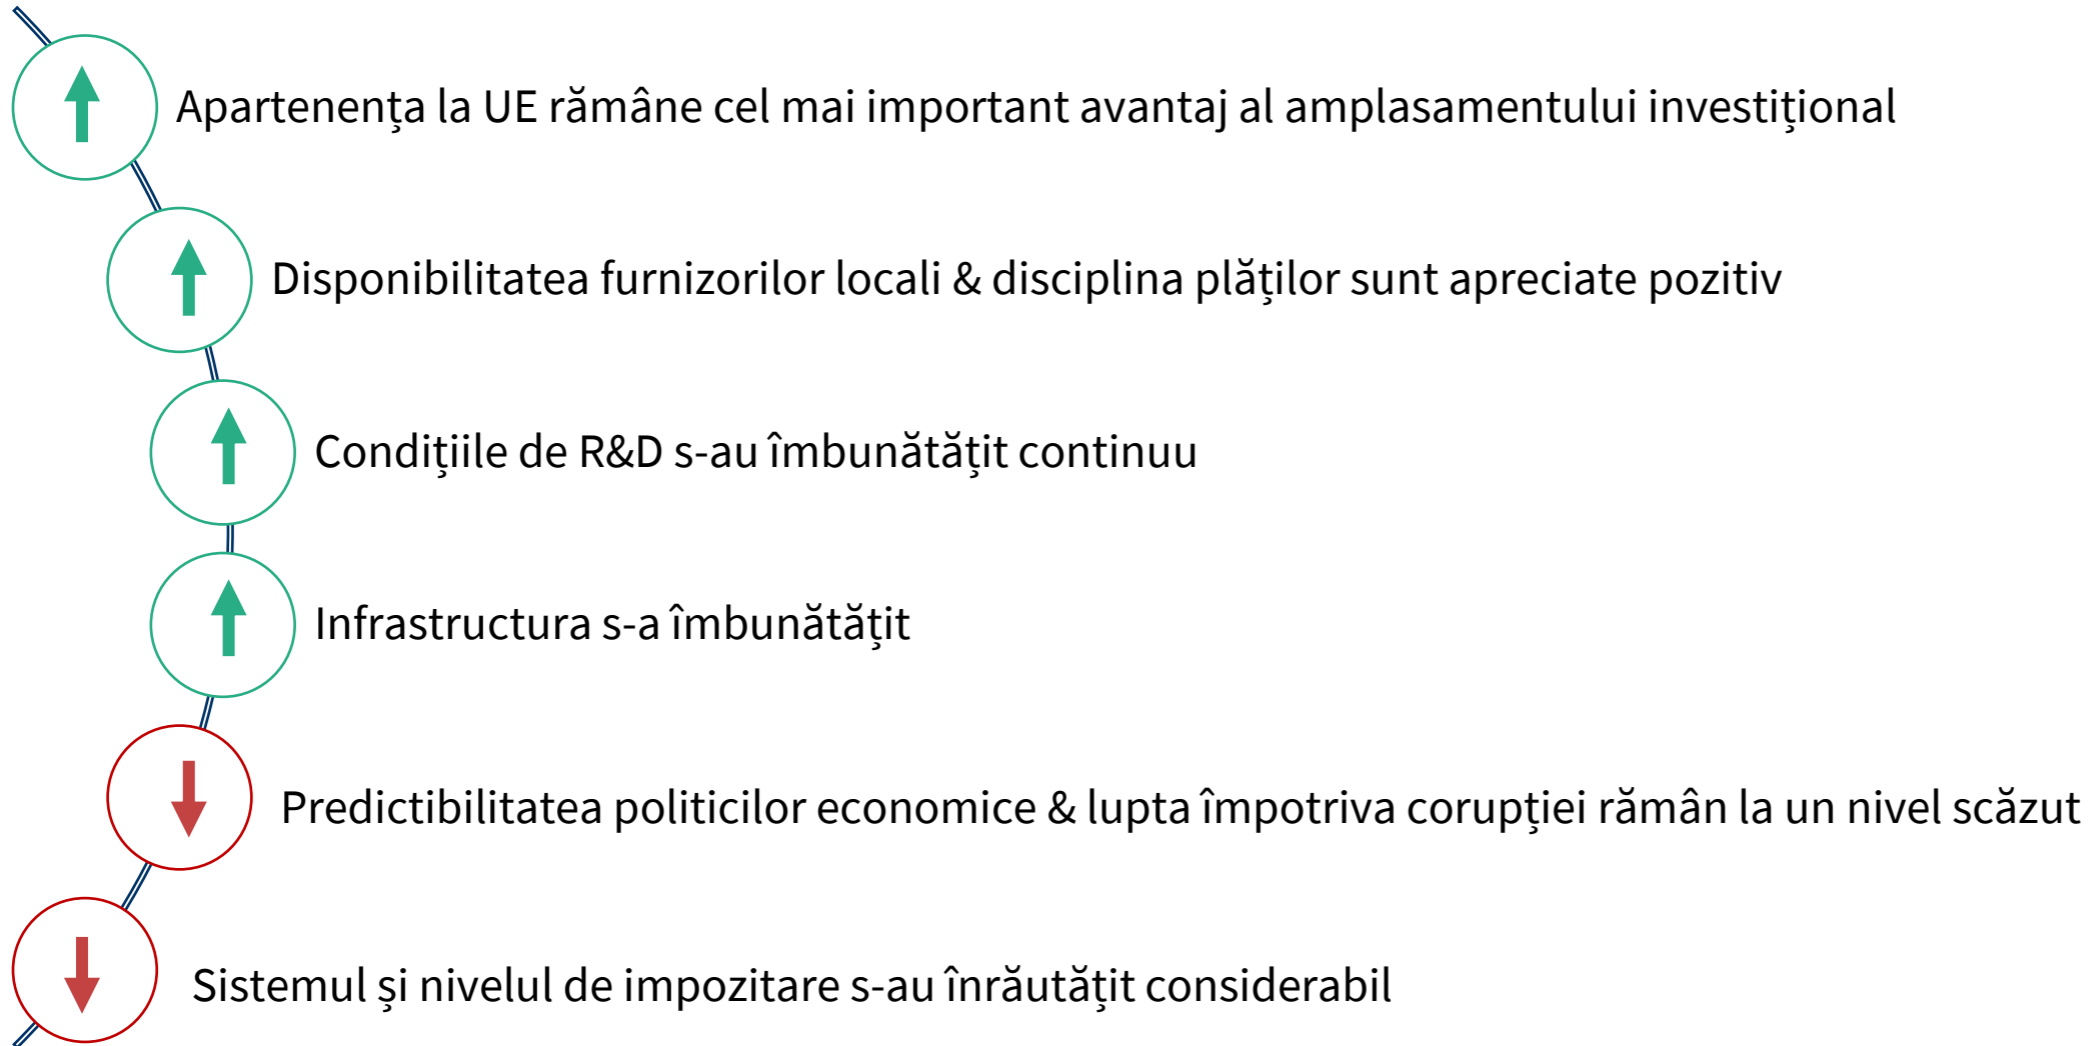 Apartenența la UE rămâne cel mai important avantaj al amplasamentului investițional
Disponibilitatea furnizorilor locali & disciplina plăților sunt apreciate pozitiv
Condițiile de R&D s-au îmbunătățit continuu
Infrastructura s-a îmbunătățit
Predictibilitatea politicilor economice & lupta împotriva corupției rămân la un nivel scăzut
Sistemul și nivelul de impozitare s-au înrăutățit considerabil